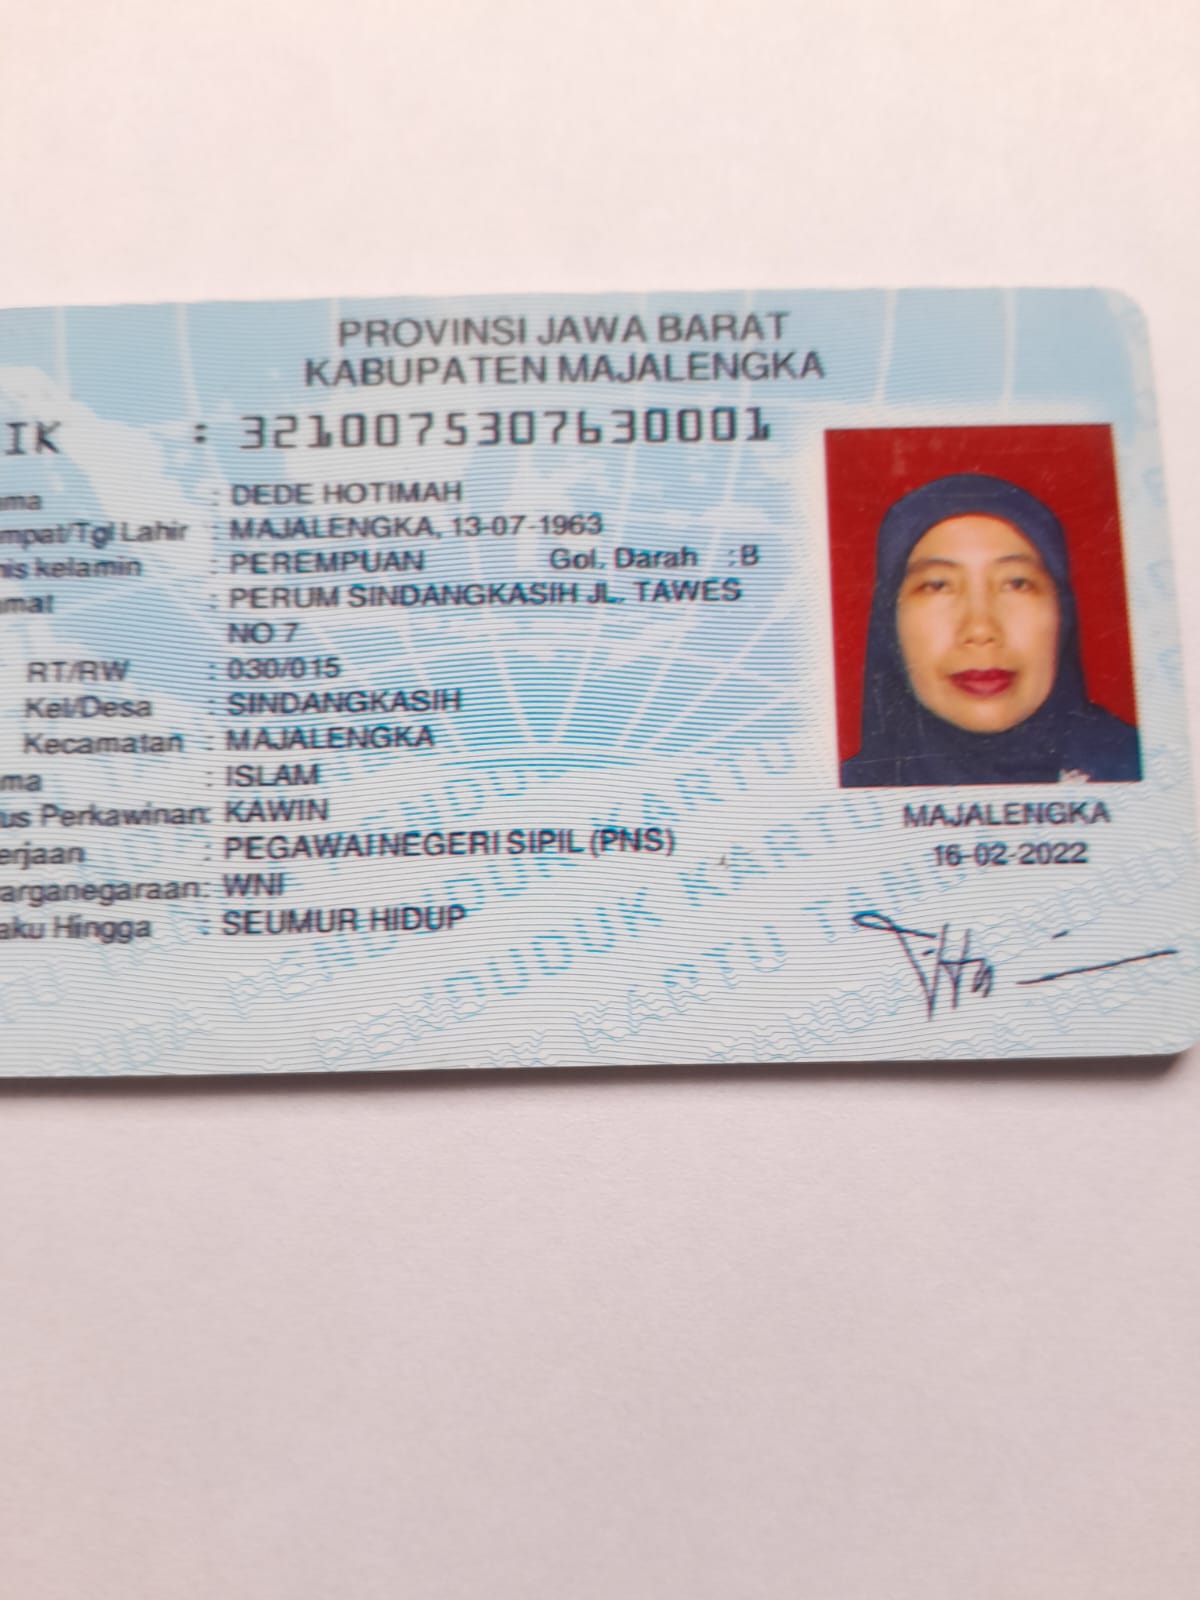 PROVINSI JAWA BARAT
KABUPATEN MAJALENGKA
IK : 3210075307630001
ama : DEDE HOTIMAH
mpat/Tgl Lahir : MAJALENGKA, 13-07-1963
nis kelamin : PEREMPUAN Gol. Darah : B
amat : PERUM SINDANGKASIH JL. TAWES
NO 7
RT/RW : 030/015
Kel/Desa : SINDANGKASIH
Kecamatan : MAJALENGKA
ma : ISLAM
us Perkawinan: KAWIN
erjaan : PEGAWAI NEGERI SIPIL (PNS)
arganegaraan: WNI
aku Hingga : SEUMUR HIDUP
MAJALENGKA
16-02-2022